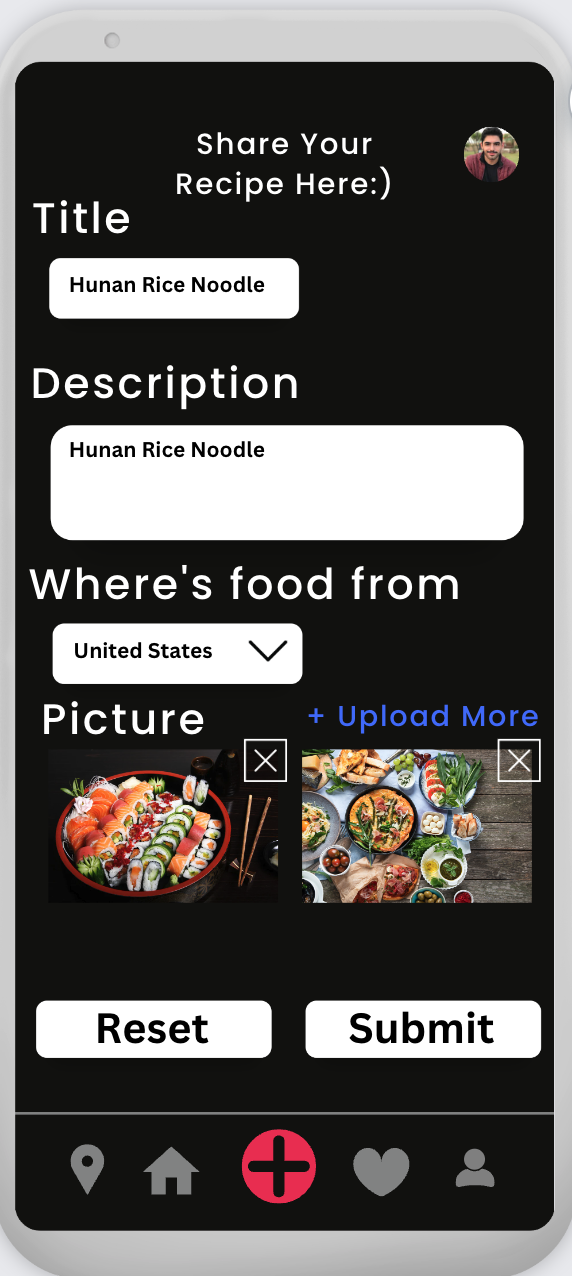 Share Your
Recipe Here:)
Title
Hunan Rice Noodle
Description
Hunan Rice Noodle
Where's food from
United States
Picture
+ Upload More
Reset
Submit